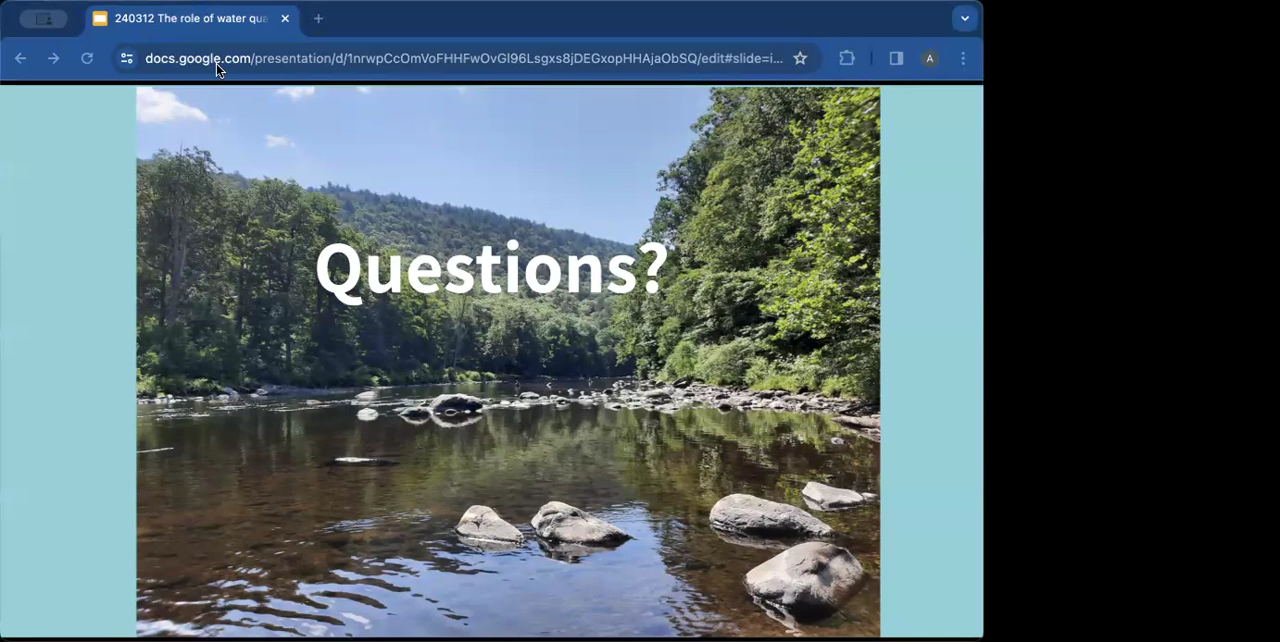 240312 The role of water qua
docs.google.com/presentation/d/1nrwpCcOmVoFHHFwOvGl96Lsgxs8jDEGxopHHAjaObSQ/edit#slide=i...
A
Questions?